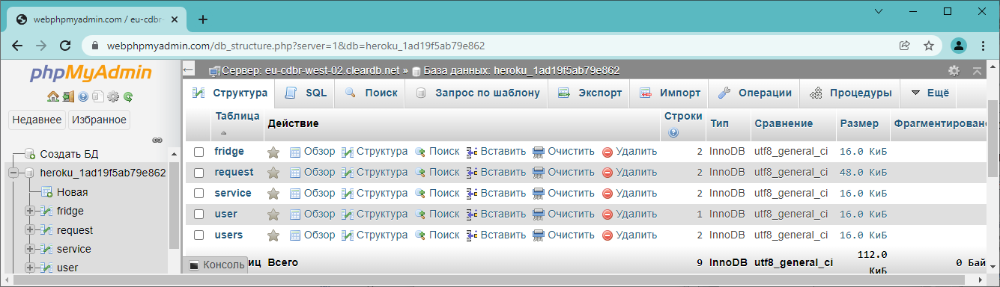 webphpmyadmin.com / eu-cdbr-
webphpmyadmin.com/db_structure.php?server=1&db=heroku_1ad19f5ab79e862
phpMyAdmin
Недавнее Избранное
Создать БД
heroku_1ad19f5ab79e862
Новая
fridge
request
service
user
Сервер: eu-cdbr-west-02.cleardb.net » База данных: heroku_1ad19f5ab79e862
Структура SQL Поиск Запрос по шаблону Экспорт Импорт Операции Процедуры Ещё
Таблица Действие Строки Тип Сравнение Размер Фрагментировано
fridge Обзор Структура Поиск Вставить Очистить Удалить 2 InnoDB utf8_general_ci 16.0 КиБ
request Обзор Структура Поиск Вставить Очистить Удалить 2 InnoDB utf8_general_ci 48.0 КиБ
service Обзор Структура Поиск Вставить Очистить Удалить 2 InnoDB utf8_general_ci 16.0 КиБ
user Обзор Структура Поиск Вставить Очистить Удалить 1 InnoDB utf8_general_ci 16.0 КиБ
users Обзор Структура Поиск Вставить Очистить Удалить 2 InnoDB utf8_general_ci 16.0 КиБ
Консоль иц Всего 9 InnoDB utf8_general_ci 112.0 КиБ 0 Бай